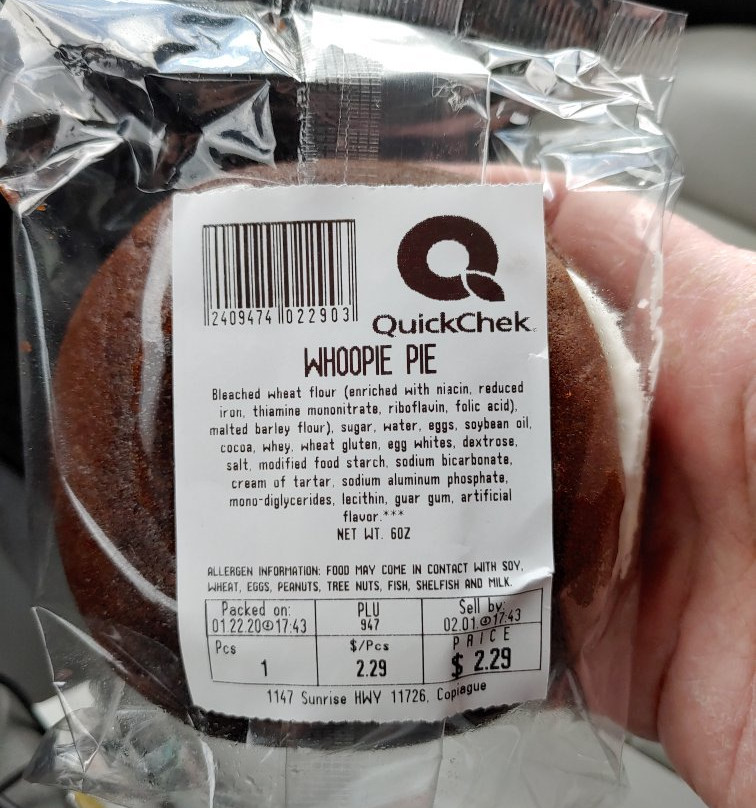 2409474 022903
QuickChek
WHOOPIE PIE
Bleached wheat flour (enriched with niacin, reduced
iron, thiamine mononitrate, riboflavin, folic acid),
malted barley flour), sugar, water, eggs, soybean oil,
cocoa, whey, wheat gluten, egg whites, dextrose,
salt, modified food starch, sodium bicarbonate,
cream of tartar, sodium aluminum phosphate,
mono-diglycerides, lecithin, guar gum, artificial
flavor.***
NET WT. 6OZ
ALLERGEN INFORMATION: FOOD MAY COME IN CONTACT WITH SOY,
WHEAT, EGGS, PEANUTS, TREE NUTS, FISH, SHELFISH AND MILK.
Packed on: PLU Sell by:
01.22.20 17:43 947 02.01 17:43
Pcs $/Pcs PRICE
1 2.29 $ 2.29
1147 Sunrise HWY 11726, Copiague